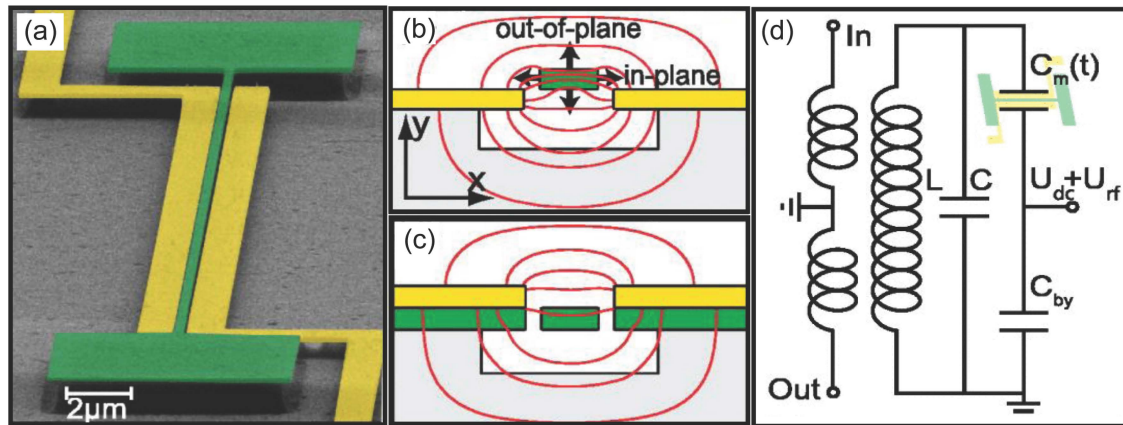 (a)
2μm
(b)
out-of-plane
in-plane
y
x
(c)
(d)
In
C_m(t)
L
C
U_dc+U_rf
C_by
Out